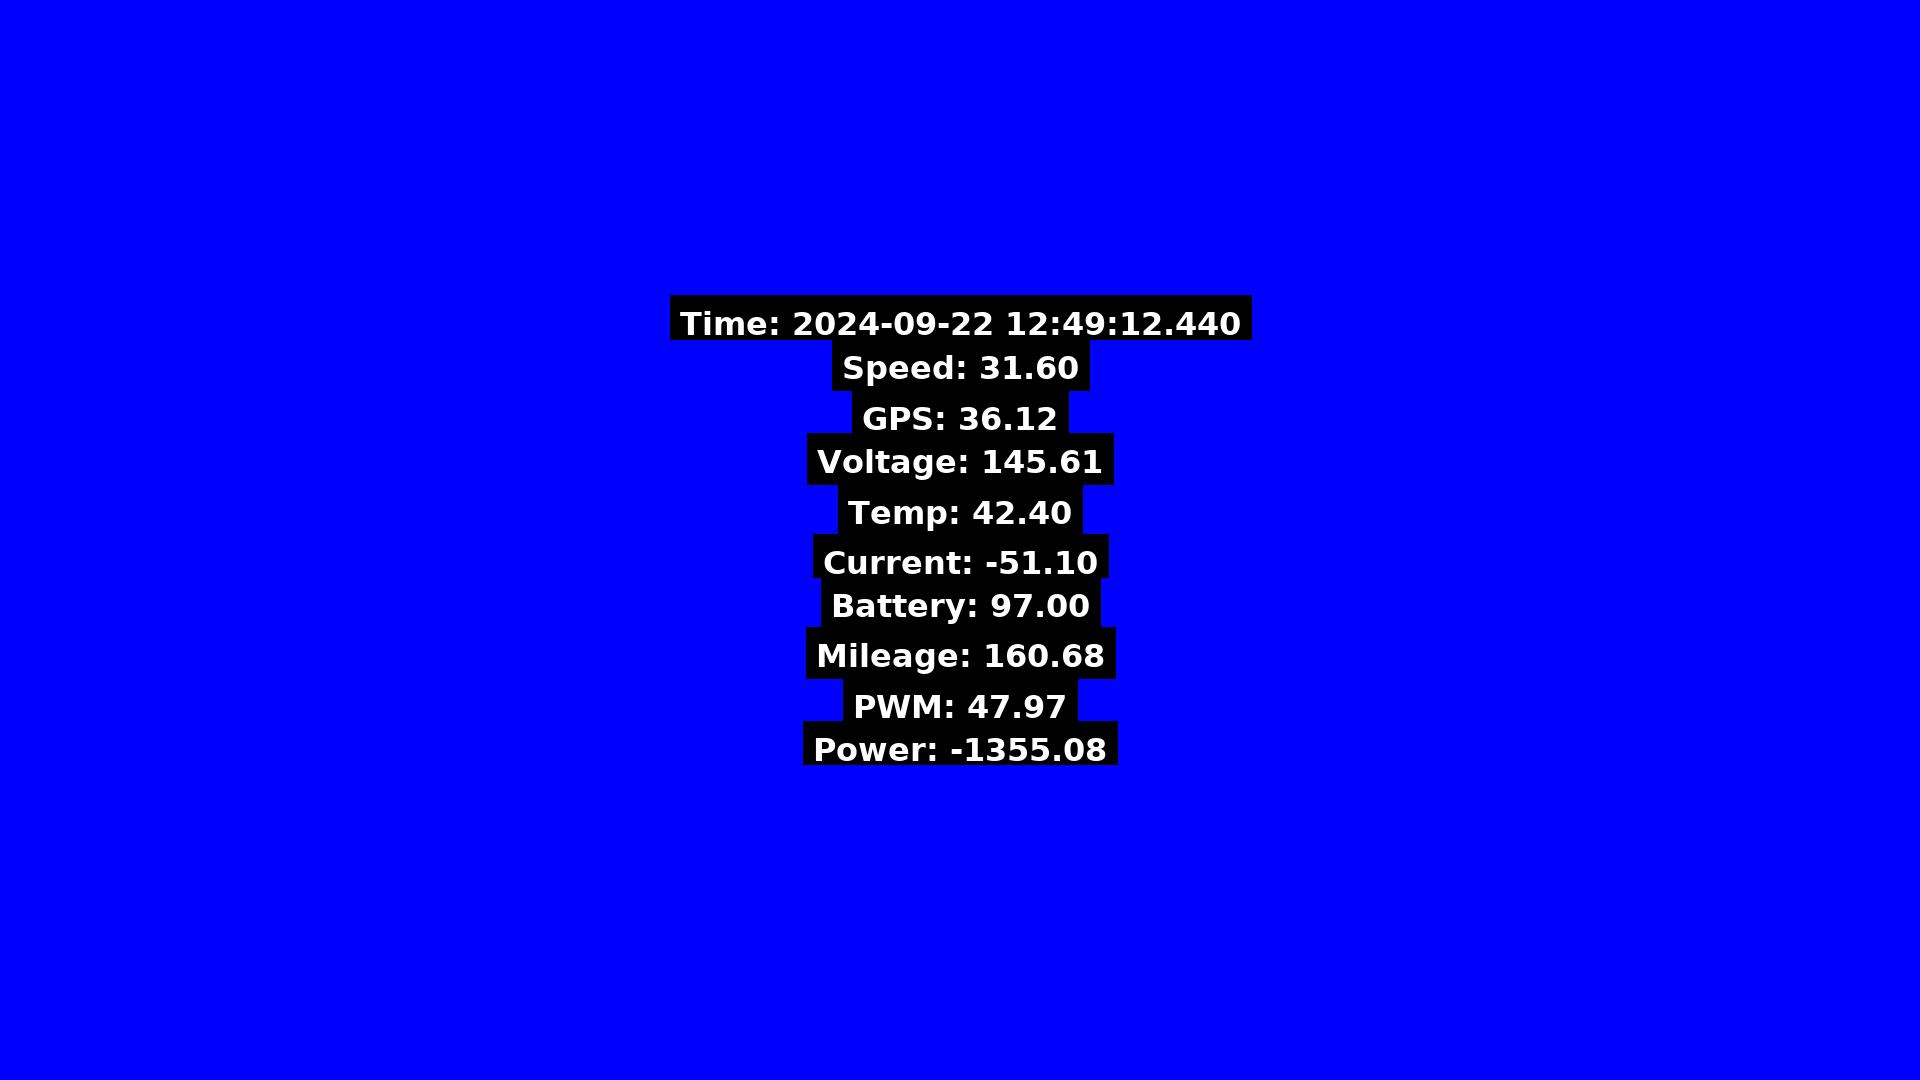 Time: 2024-09-22 12:49:12.440
Speed: 31.60
GPS: 36.12
Voltage: 145.61
Temp: 42.40
Current: -51.10
Battery: 97.00
Mileage: 160.68
PWM: 47.97
Power: -1355.08